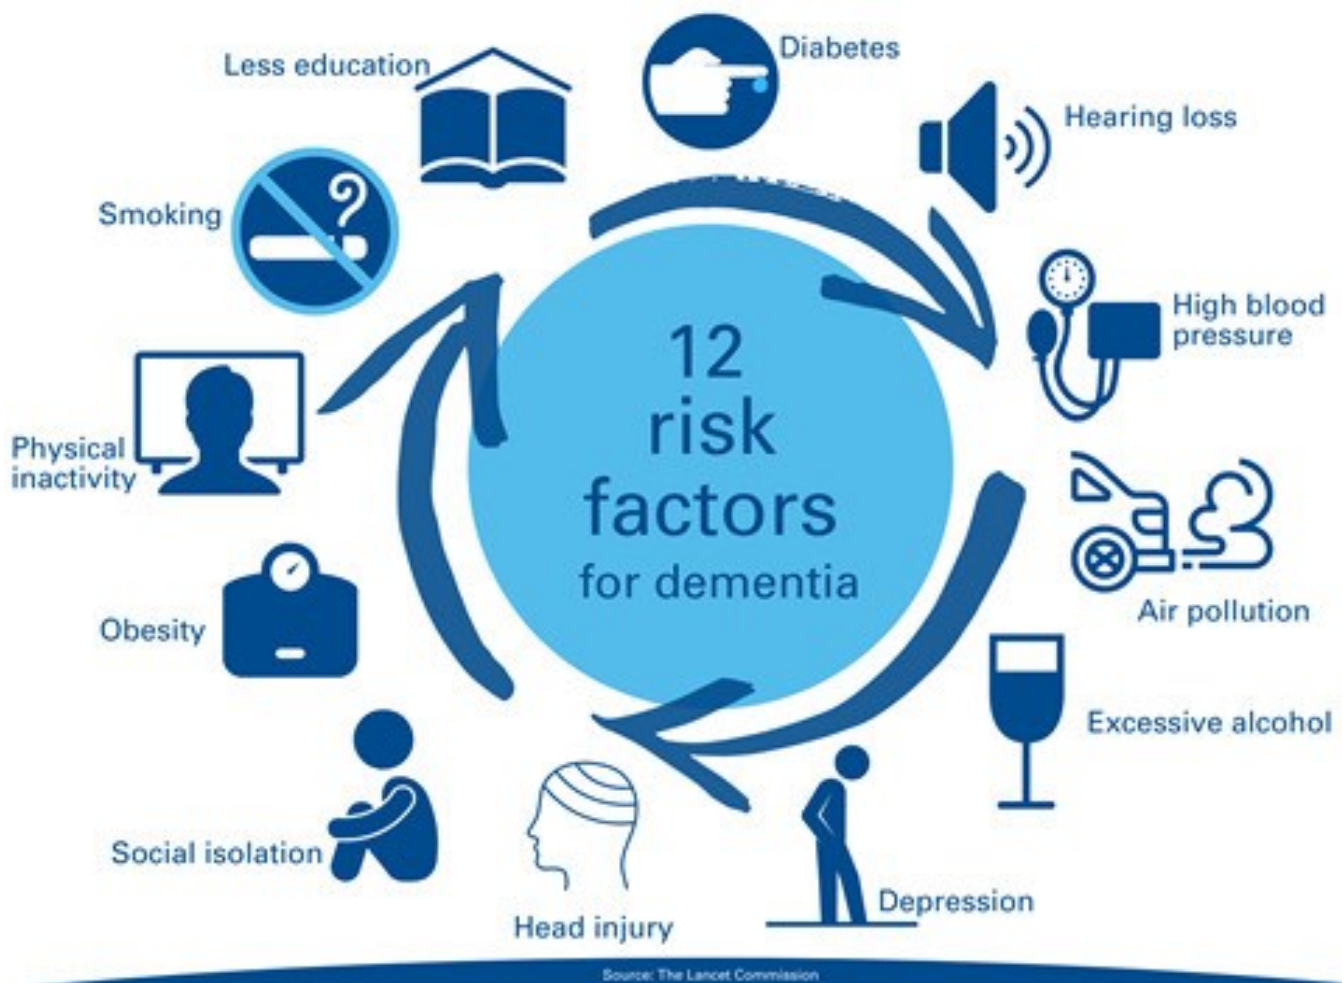 Less education
Diabetes
Hearing loss
Smoking
High blood
pressure
12
risk
factors
for dementia
Physical
inactivity
Air pollution
Obesity
Excessive alcohol
Social isolation
Depression
Head injury
Source: The Lancet Commission